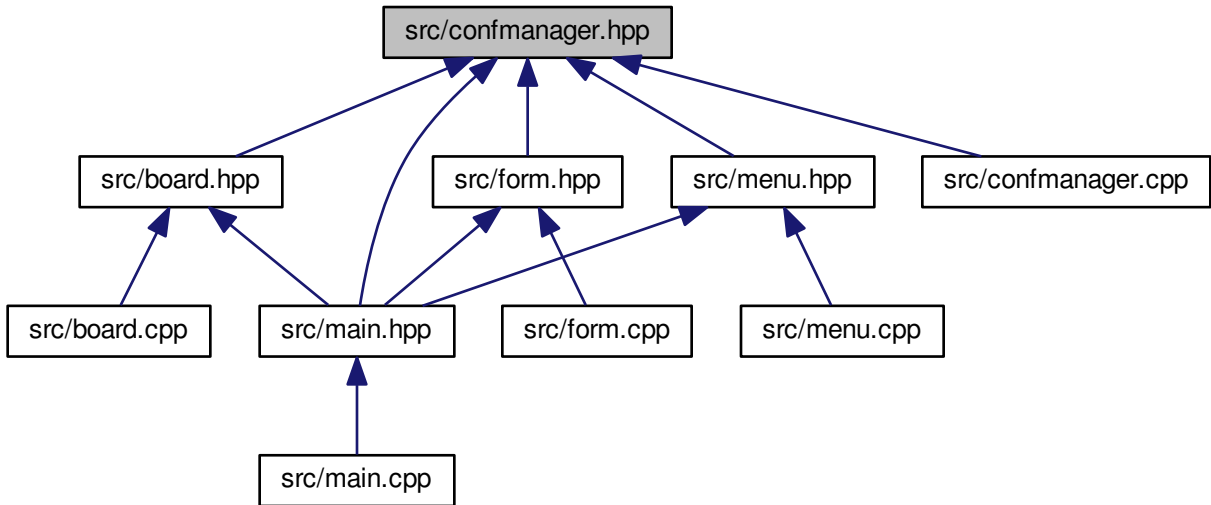 src/confmanager.hpp
src/board.hpp
src/form.hpp
src/menu.hpp
src/confmanager.cpp
src/board.cpp
src/main.hpp
src/form.cpp
src/menu.cpp
src/main.cpp